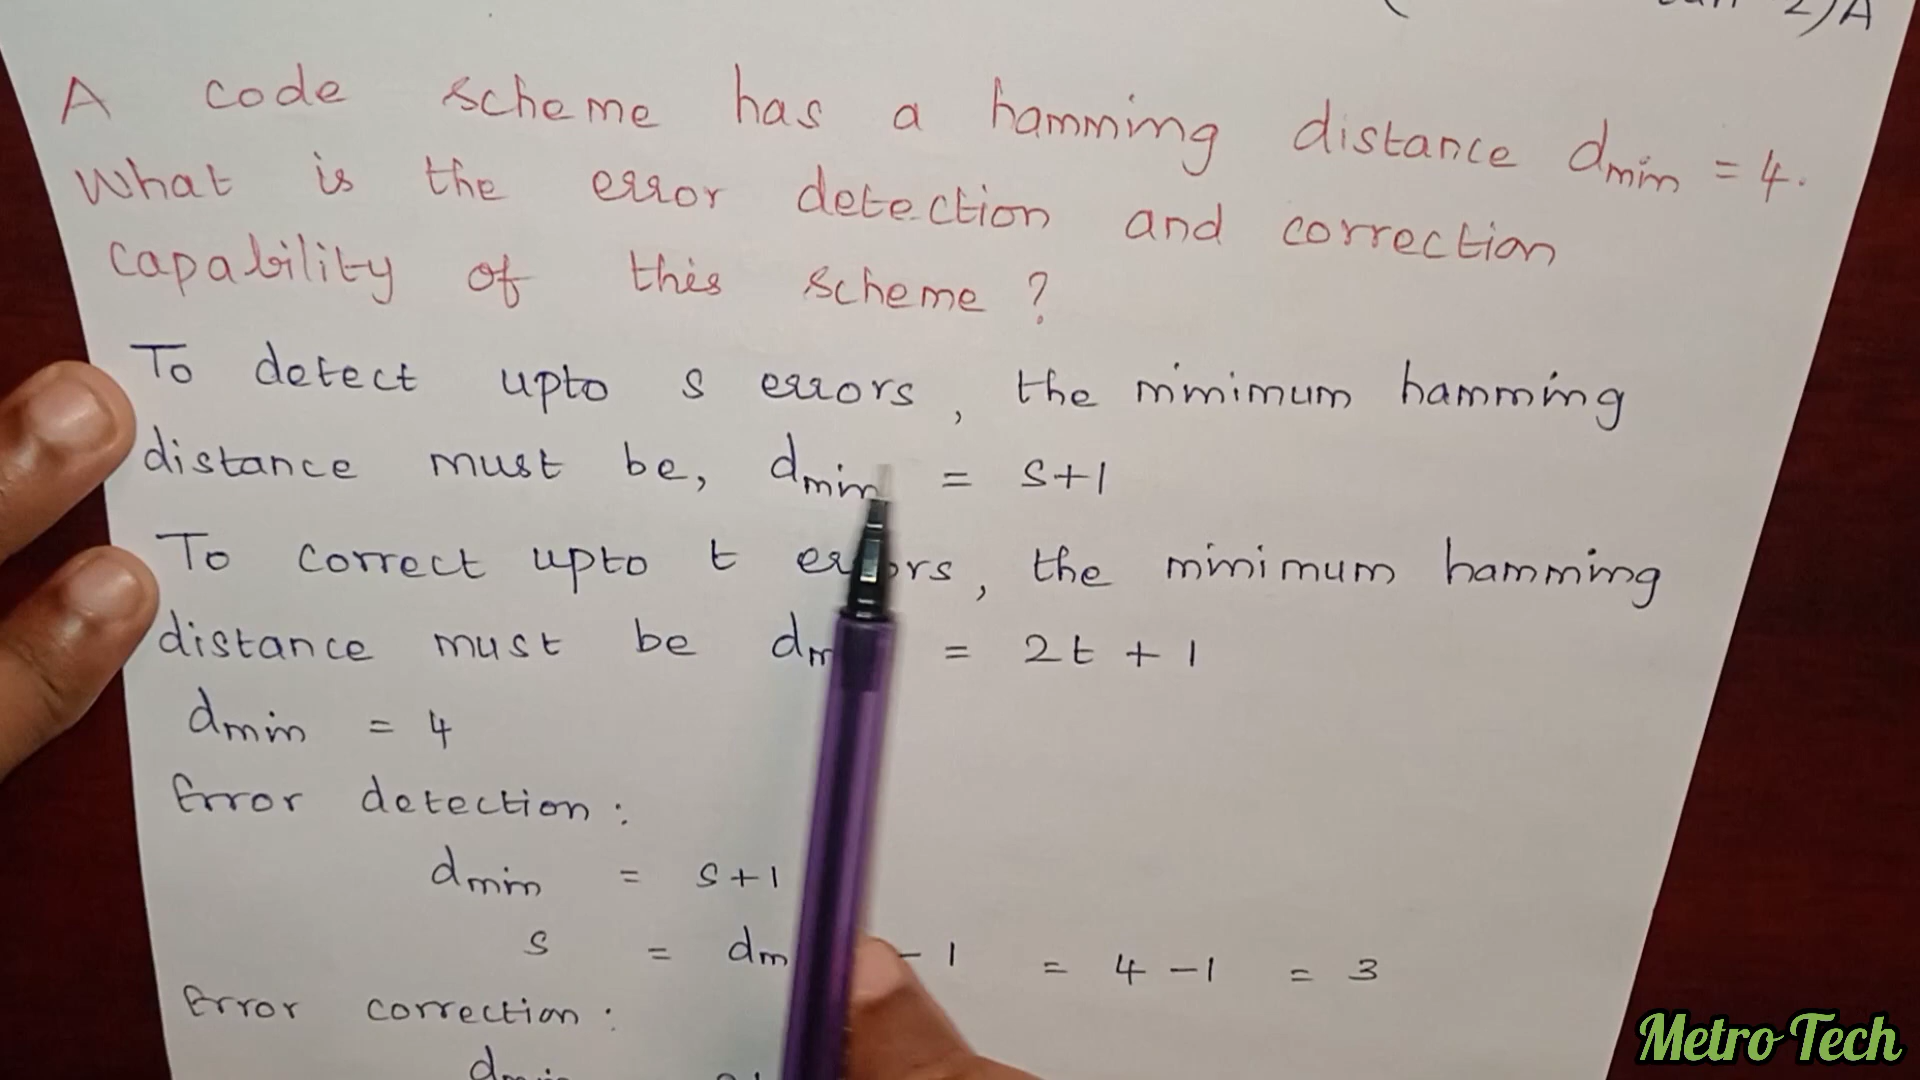 2) A
A code scheme has a hamming distance dmin = 4.
What is the error detection and correction
capability of this scheme ?
To detect upto s errors, the minimum hamming
distance must be, dmin = s+1
To correct upto t errors, the minimum hamming
distance must be = 2t + 1
dmin = 4
Error detection :
dmin = s+1
s = - 1 = 4 - 1 = 3
Error correction :
Metro Tech